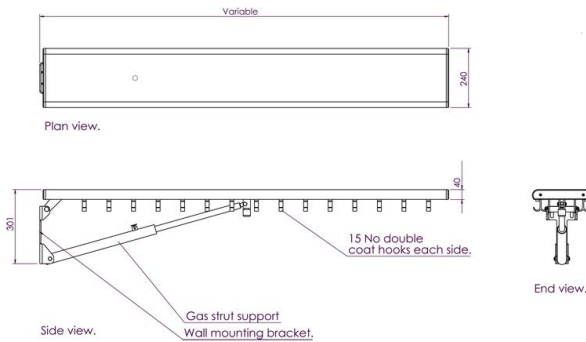 Variable
240
Plan view.
40
301
15 No double
coat hooks each side.
End view.
Gas strut support
Side view.
Wall mounting bracket.